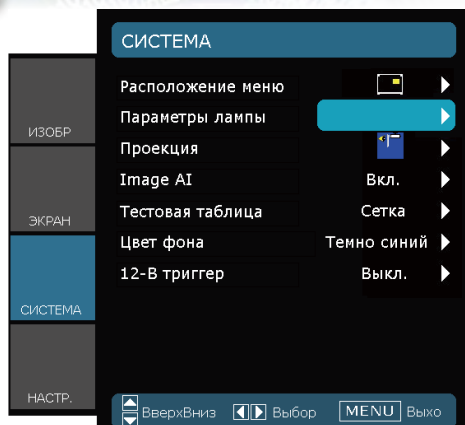 СИСТЕМА
ИЗОБР
ЭКРАН
СИСТЕМА
НАСТР.
Расположение меню
Параметры лампы
Проекция
Image AI Вкл.
Тестовая таблица Сетка
Цвет фона Темно синий
12-В триггер Выкл.
ВверхВниз Выбор MENU Выхо